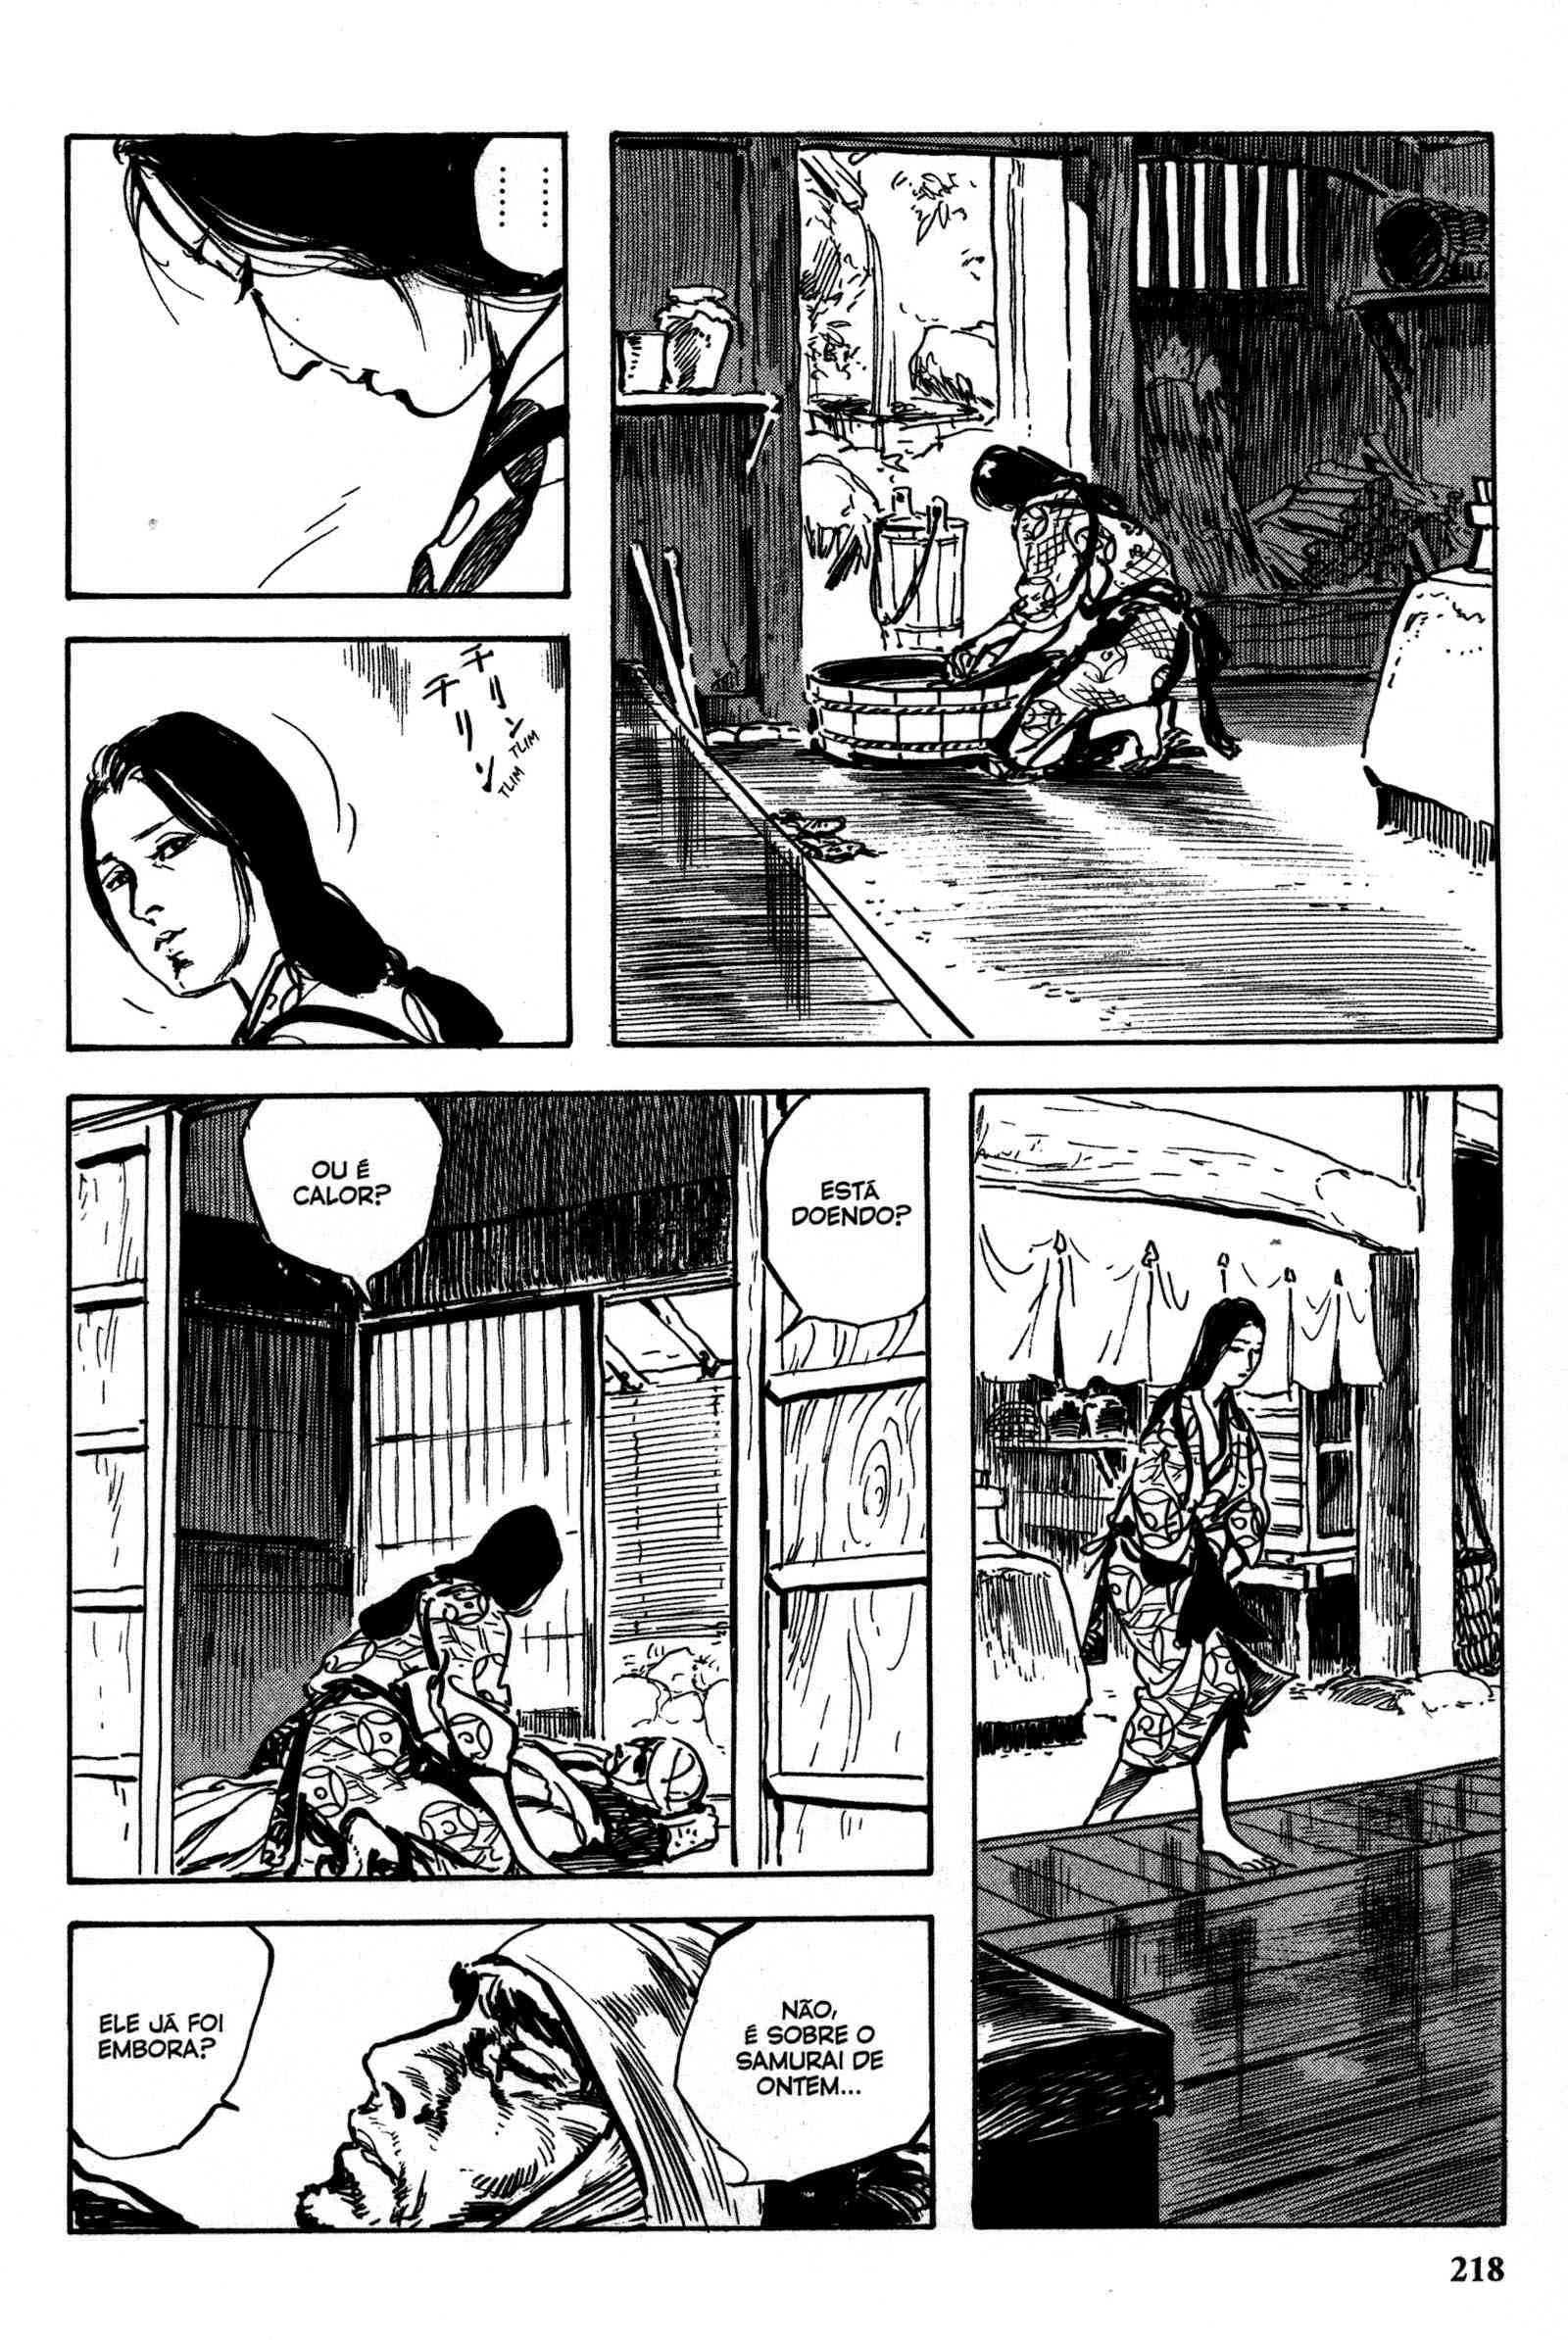 チリン
チリン
TLIM
TLIM
ESTÁ
DOENDO?
OU É
CALOR?
NÃO,
É SOBRE O
SAMURAI DE
ONTEM...
ELE JÁ FOI
EMBORA?
218